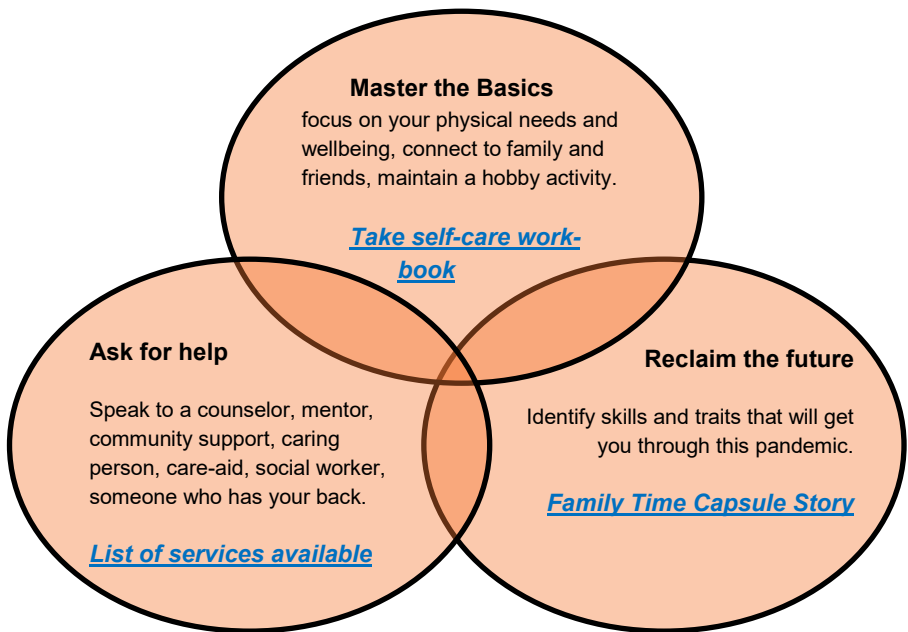 Master the Basics
focus on your physical needs and
wellbeing, connect to family and
friends, maintain a hobby activity.
Take self-care work-
book
Ask for help
Speak to a counselor, mentor,
community support, caring
person, care-aid, social worker,
someone who has your back.
List of services available
Reclaim the future
Identify skills and traits that will get
you through this pandemic.
Family Time Capsule Story